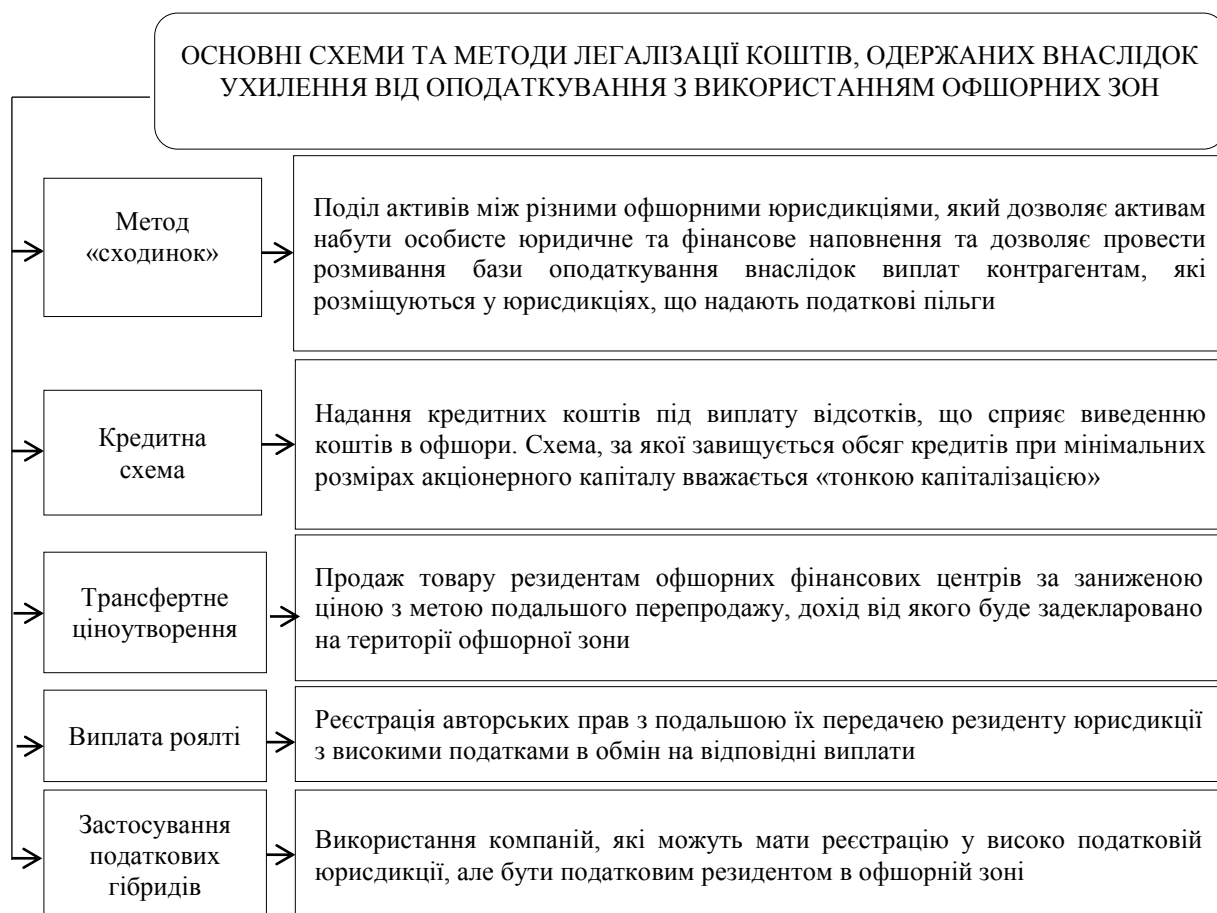 ОСНОВНІ СХЕМИ ТА МЕТОДИ ЛЕГАЛІЗАЦІЇ КОШТІВ, ОДЕРЖАНИХ ВНАСЛІДОК
УХИЛЕННЯ ВІД ОПОДАТКУВАННЯ З ВИКОРИСТАННЯМ ОФШОРНИХ ЗОН
Метод
«сходинок»
Поділ активів між різними офшорними юрисдикціями, який дозволяє активам
набути особисте юридичне та фінансове наповнення та дозволяє провести
розмивання бази оподаткування внаслідок виплат контрагентам, які
розміщуються у юрисдикціях, що надають податкові пільги
Кредитна
схема
Надання кредитних коштів під виплату відсотків, що сприяє виведенню
коштів в офшори. Схема, за якої завищується обсяг кредитів при мінімальних
розмірах акціонерного капіталу вважається «тонкою капіталізацією»
Трансфертне
ціноутворення
Продаж товару резидентам офшорних фінансових центрів за заниженою
ціною з метою подальшого перепродажу, дохід від якого буде задекларовано
на території офшорної зони
Виплата роялті
Реєстрація авторських прав з подальшою їх передачею резиденту юрисдикції
з високими податками в обмін на відповідні виплати
Застосування
податкових
гібридів
Використання компаній, які можуть мати реєстрацію у високо податковій
юрисдикції, але бути податковим резидентом в офшорній зоні